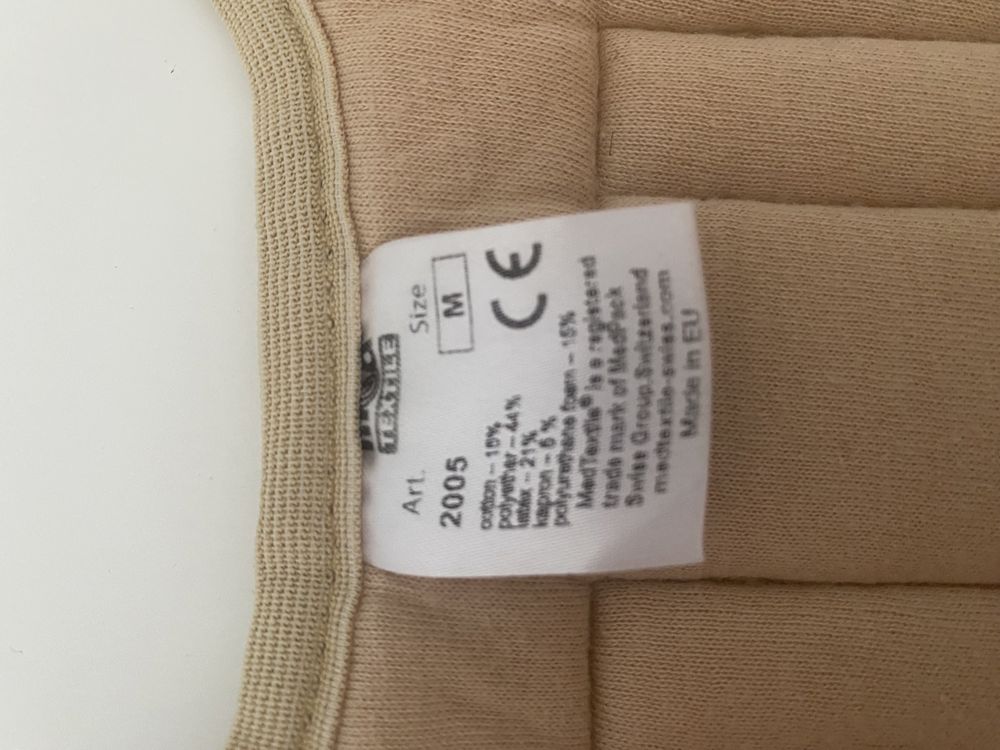 TEXTILE
Art.
Size
2005
M
cotton – 15%
polyether – 44%
latex – 21%
kapron – 5 %
polyurethane foam – 15%
MedTextile® is a registered
trade mark of MedPack
Swiss Group.Switzerland
medtextile-swiss.com
Made in EU
CE